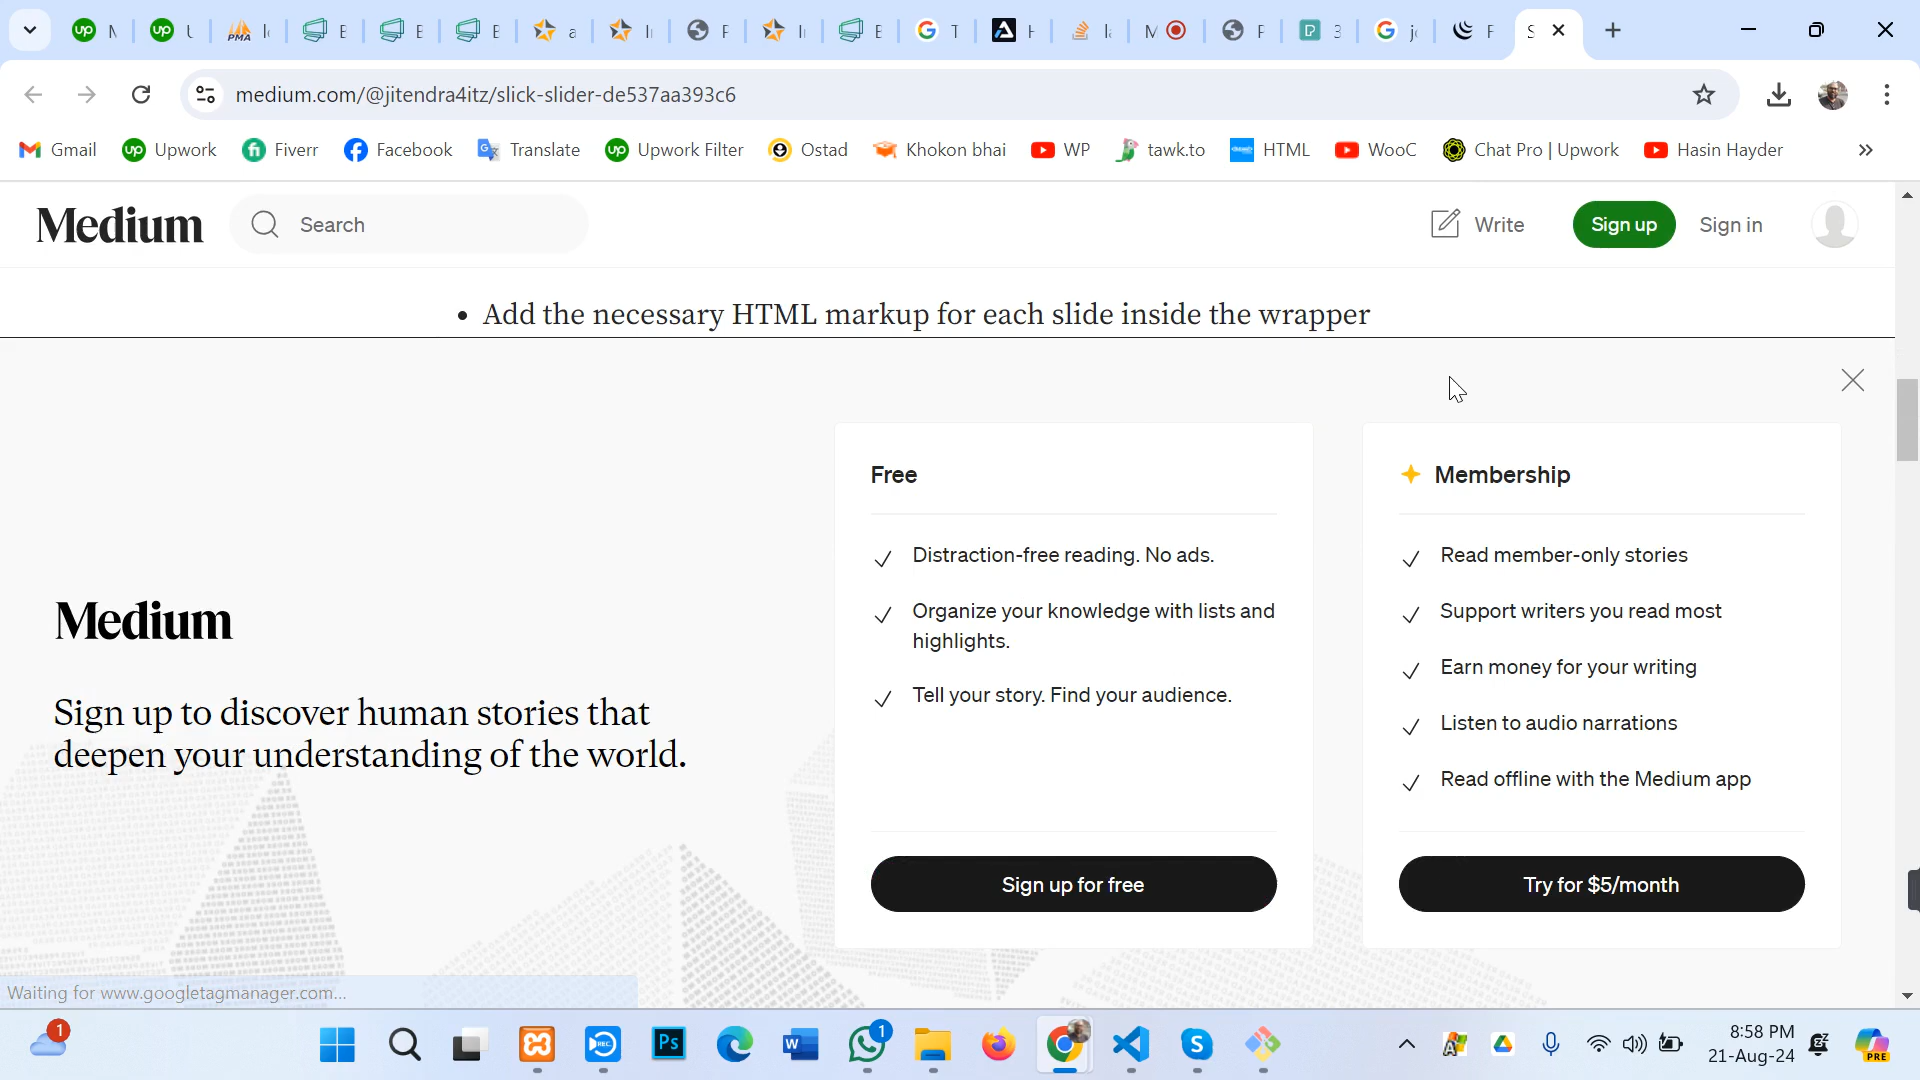 medium.com/@jitendra4itz/slick-slider-de537aa393c6
Gmail Upwork Fiverr Facebook Translate Upwork Filter Ostad Khokon bhai WP tawk.to HTML WooC Chat Pro | Upwork Hasin Hayder
Medium
Search
Write
Sign up
Sign in
• Add the necessary HTML markup for each slide inside the wrapper
Medium
Sign up to discover human stories that
deepen your understanding of the world.
Free
Distraction-free reading. No ads.
Organize your knowledge with lists and
highlights.
Tell your story. Find your audience.
Sign up for free
Membership
Read member-only stories
Support writers you read most
Earn money for your writing
Listen to audio narrations
Read offline with the Medium app
Try for $5/month
Waiting for www.googletagmanager.com...
1
1
8:58 PM
21-Aug-24
PRE